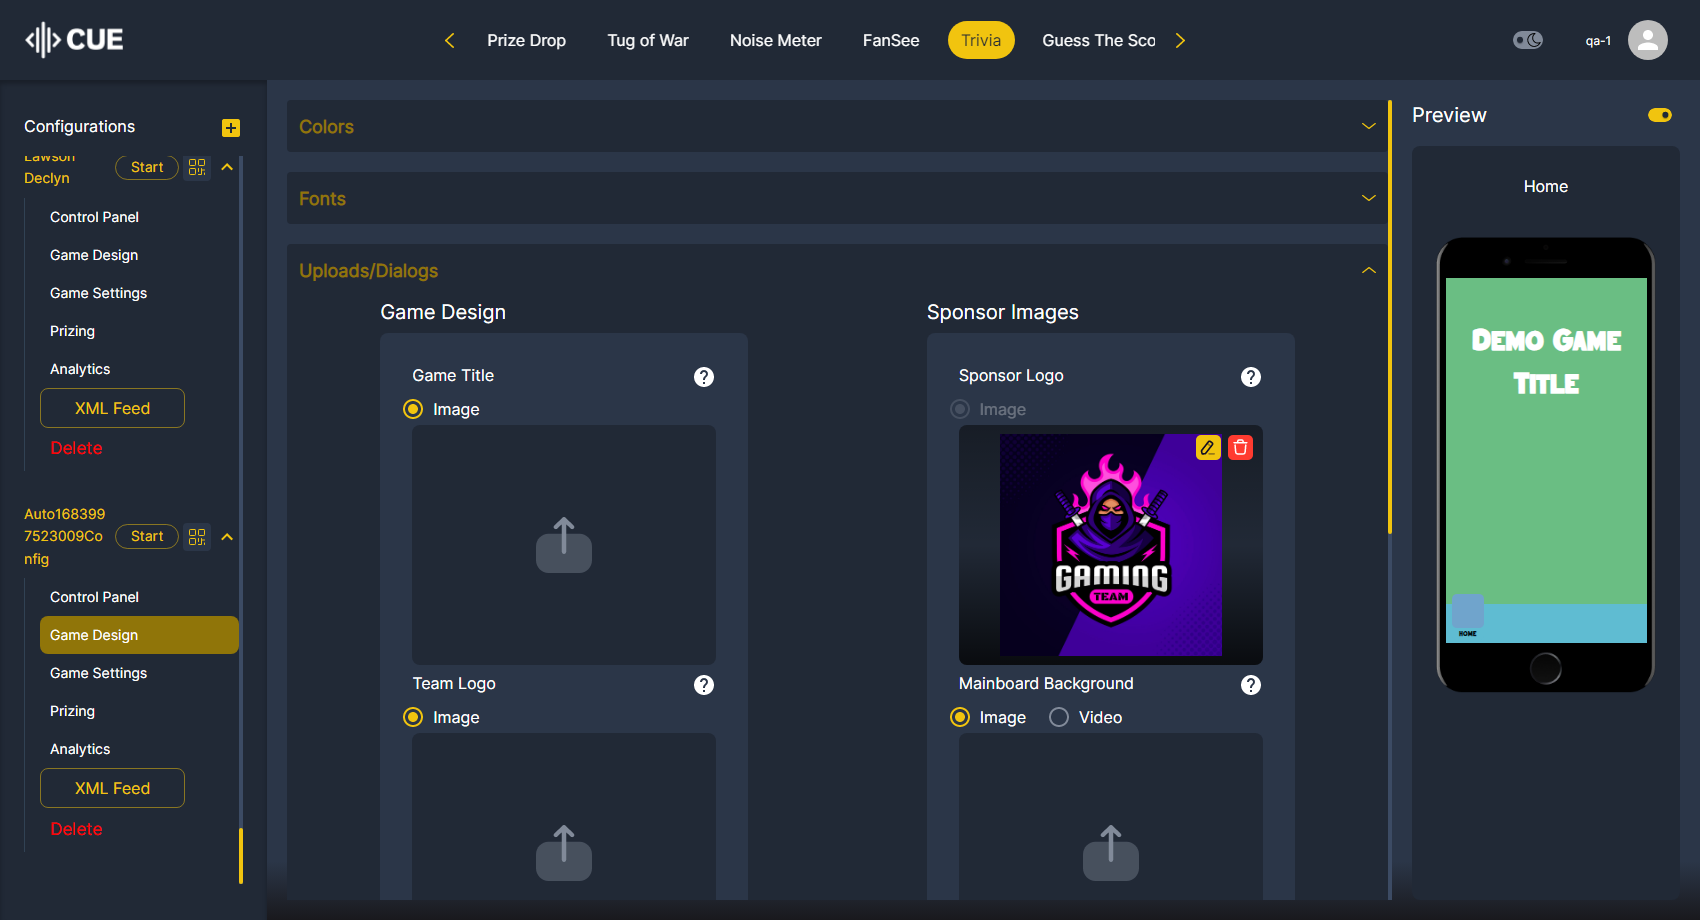 CUE
Prize Drop
Tug of War
Noise Meter
FanSee
Trivia
Guess The Sco
qa-1
Configurations
Lawson
Declyn
Start
Control Panel
Game Design
Game Settings
Prizing
Analytics
XML Feed
Delete
Auto168399
7523009Co
nfig
Start
Control Panel
Game Design
Game Settings
Prizing
Analytics
XML Feed
Delete
Colors
Fonts
Uploads/Dialogs
Game Design
Game Title
?
Image
Team Logo
?
Image
Sponsor Images
Sponsor Logo
?
Image
GAMING
TEAM
Mainboard Background
?
Image
Video
Preview
Home
DEMO GAME
TITLE
HOME